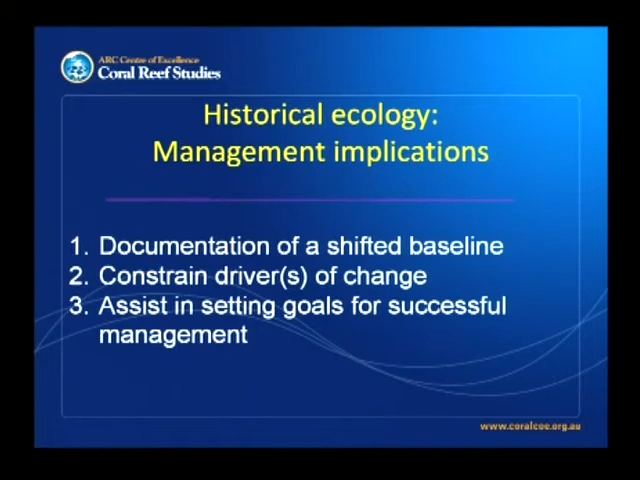 ARC Centre of Excellence
Coral Reef Studies
Historical ecology:
Management implications
1. Documentation of a shifted baseline
2. Constrain driver(s) of change
3. Assist in setting goals for successful
management
www.coralcoe.org.au